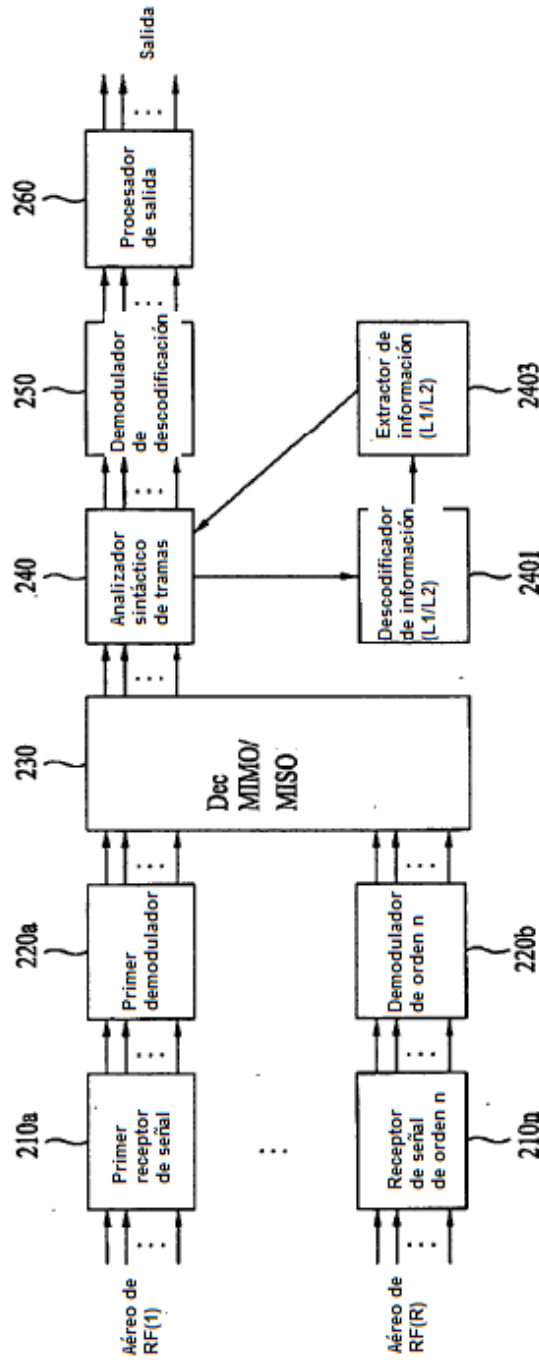 210a
220a
230
240
250
260
Aéreo de
RF(1)
Primer
receptor
de señal
Primer
demodulador
Dec
MIMO/
MISO
Analizador
sintáctico
de tramas
Demodulador
de
descodificación
Procesador
de salida
Salida
Aéreo de
RF(R)
Receptor
de señal
de orden n
Demodulador
de orden n
Descodificador
de información
(L1/L2)
Extractor de
información
(L1/L2)
210n
220b
2401
2403